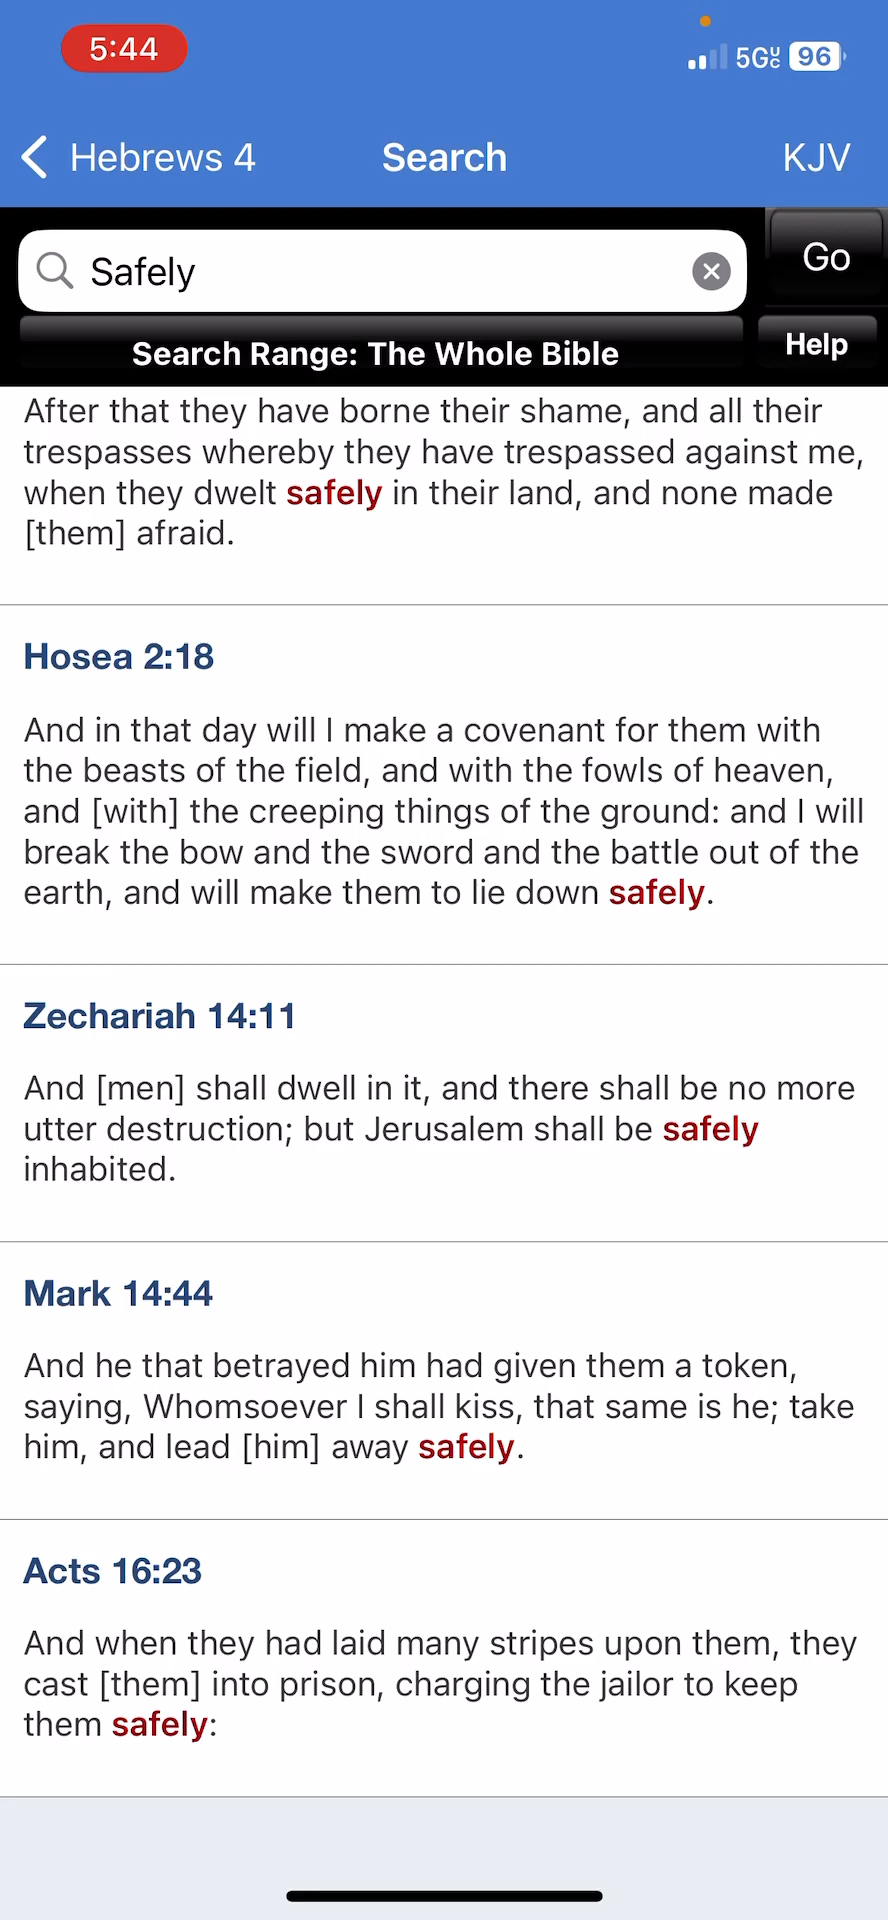 5:44
5G UC 96
Hebrews 4 Search KJV
Safely
Go
Search Range: The Whole Bible
Help
After that they have borne their shame, and all their
trespasses whereby they have trespassed against me,
when they dwelt safely in their land, and none made
[them] afraid.
Hosea 2:18
And in that day will I make a covenant for them with
the beasts of the field, and with the fowls of heaven,
and [with] the creeping things of the ground: and I will
break the bow and the sword and the battle out of the
earth, and will make them to lie down safely.
Zechariah 14:11
And [men] shall dwell in it, and there shall be no more
utter destruction; but Jerusalem shall be safely
inhabited.
Mark 14:44
And he that betrayed him had given them a token,
saying, Whomsoever I shall kiss, that same is he; take
him, and lead [him] away safely.
Acts 16:23
And when they had laid many stripes upon them, they
cast [them] into prison, charging the jailor to keep
them safely: